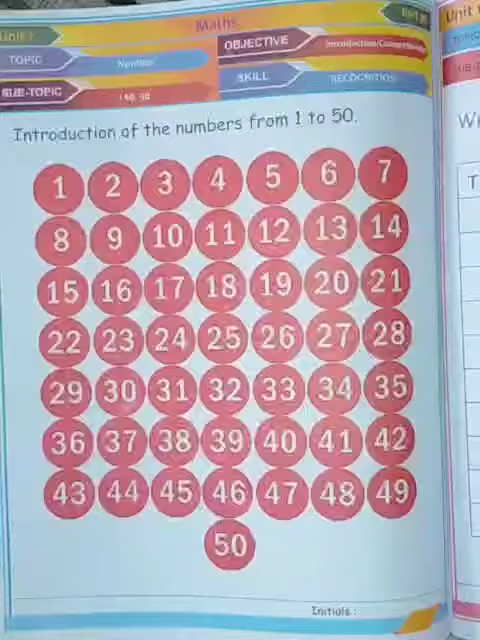 Maths
TOPIC
Number
OBJECTIVE
SUB-TOPIC
SKILL
RECOGNITION
Introduction of the numbers from 1 to 50.
1 2 3 4 5 6 7
8 9 10 11 12 13 14
15 16 17 18 19 20 21
22 23 24 25 26 27 28
29 30 31 32 33 34 35
36 37 38 39 40 41 42
43 44 45 46 47 48 49
50
Initials :
Unit